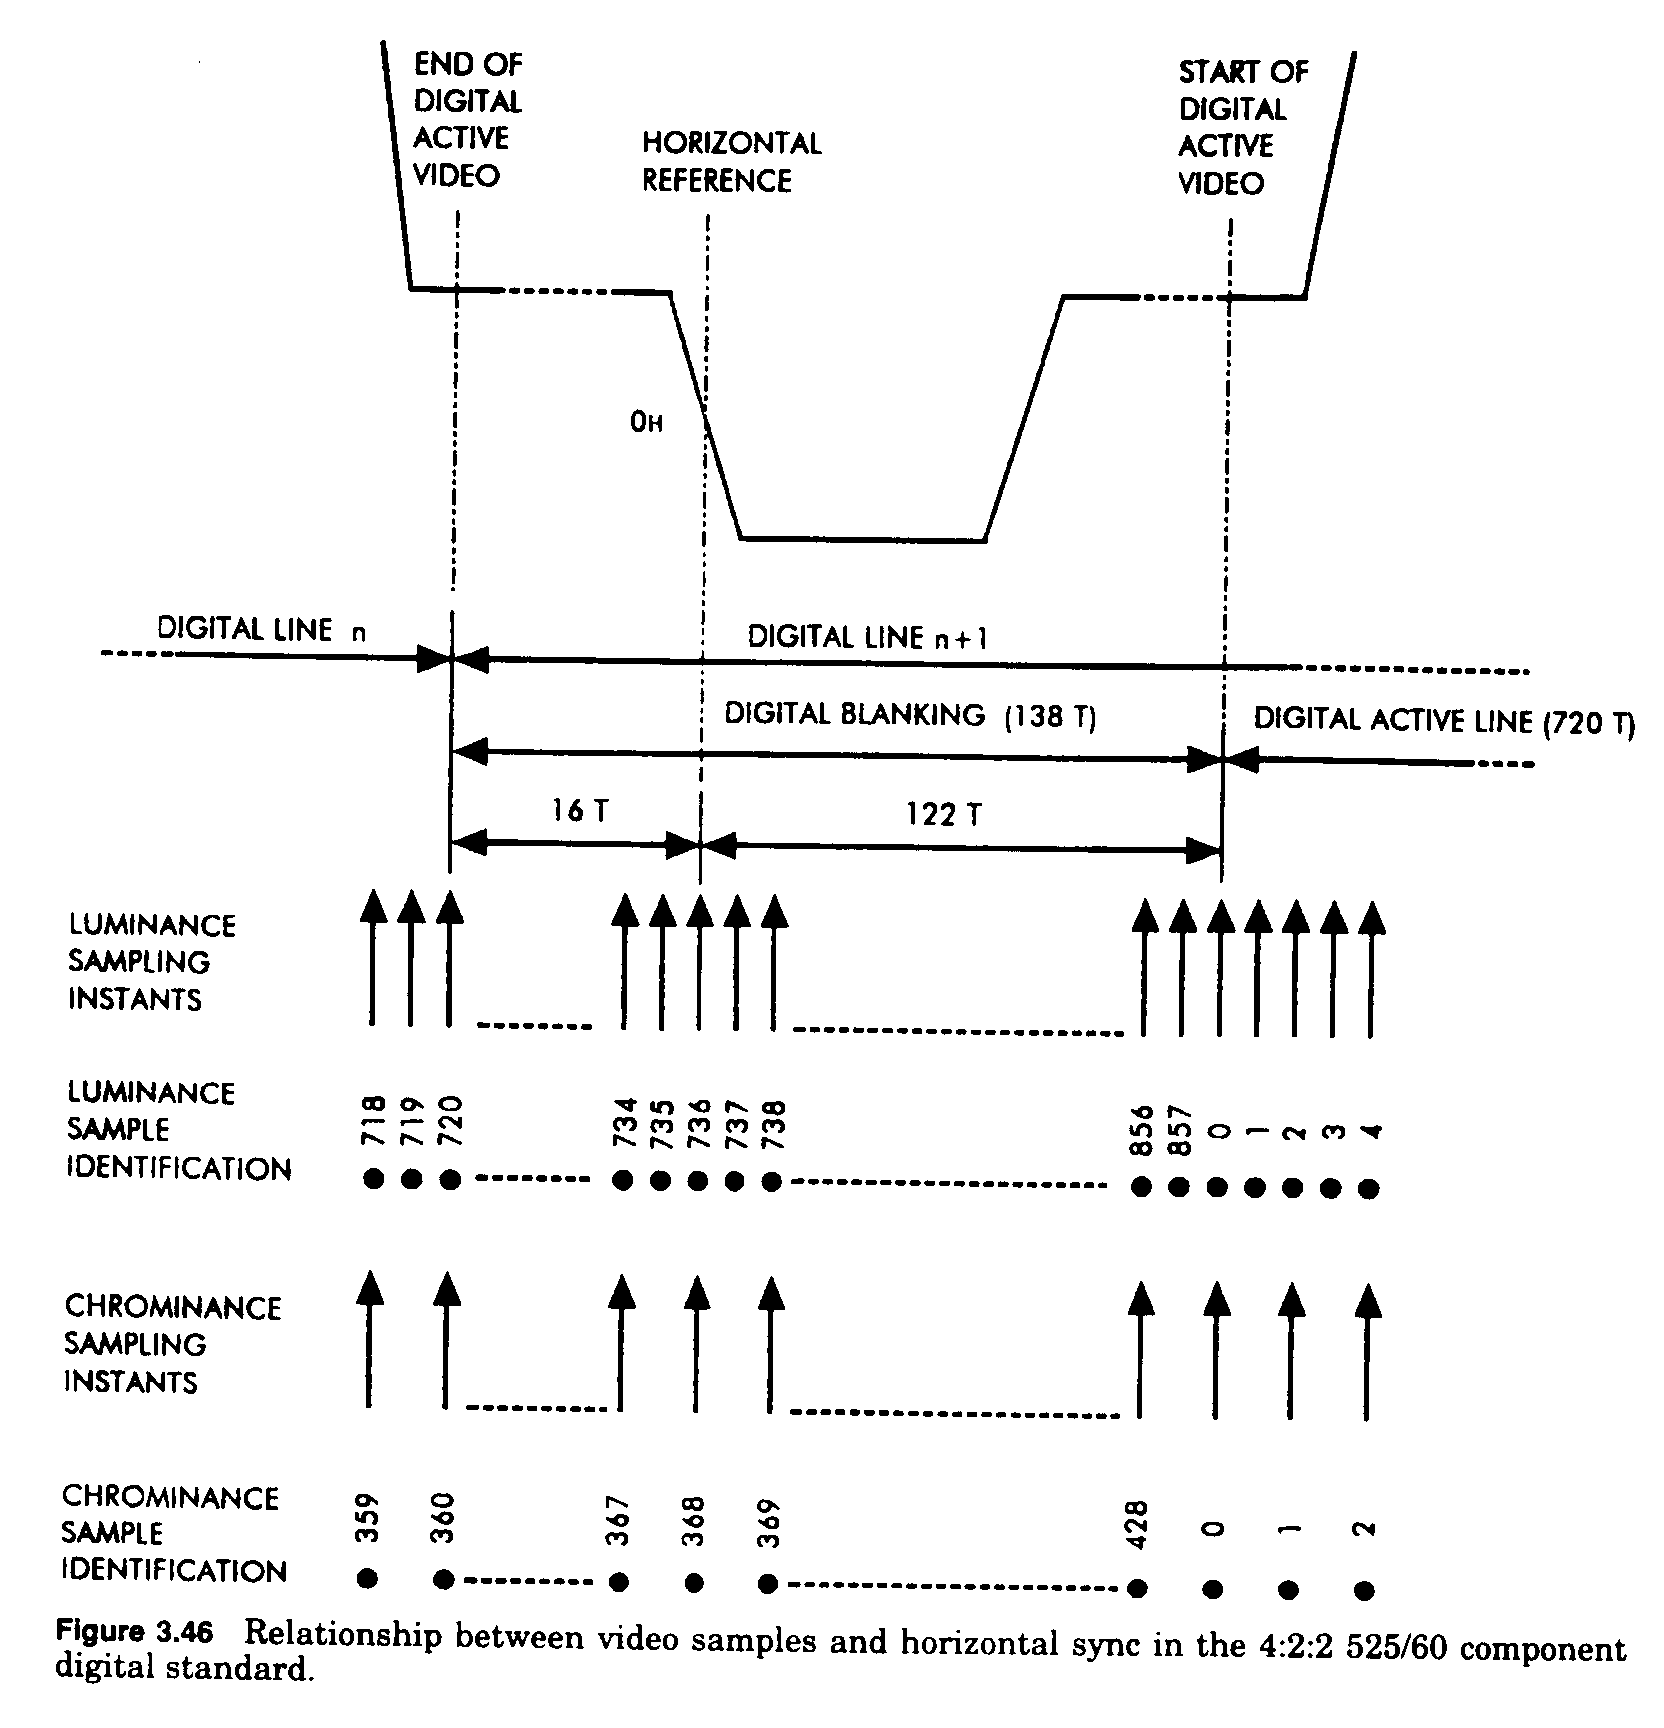 END OF
DIGITAL
ACTIVE
VIDEO
HORIZONTAL
REFERENCE
START OF
DIGITAL
ACTIVE
VIDEO
0H
DIGITAL LINE n
DIGITAL LINE n+1
DIGITAL BLANKING (138 T)
DIGITAL ACTIVE LINE (720 T)
16 T
122 T
LUMINANCE
SAMPLING
INSTANTS
LUMINANCE
SAMPLE
IDENTIFICATION
718 719 720 734 735 736 737 738 856 857 0 1 2 3 4
CHROMINANCE
SAMPLING
INSTANTS
CHROMINANCE
SAMPLE
IDENTIFICATION
359 360 367 368 369 428 0 1 2
Figure 3.46 Relationship between video samples and horizontal sync in the 4:2:2 525/60 component
digital standard.